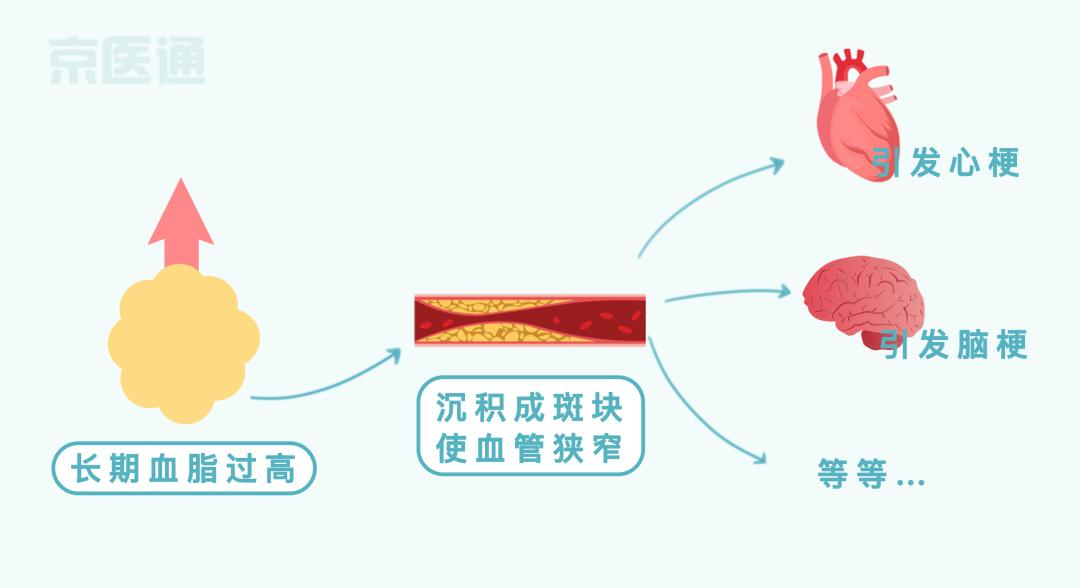 京医通
引发心梗
引发脑梗
沉积成斑块
使血管狭窄
长期血脂过高
等等...